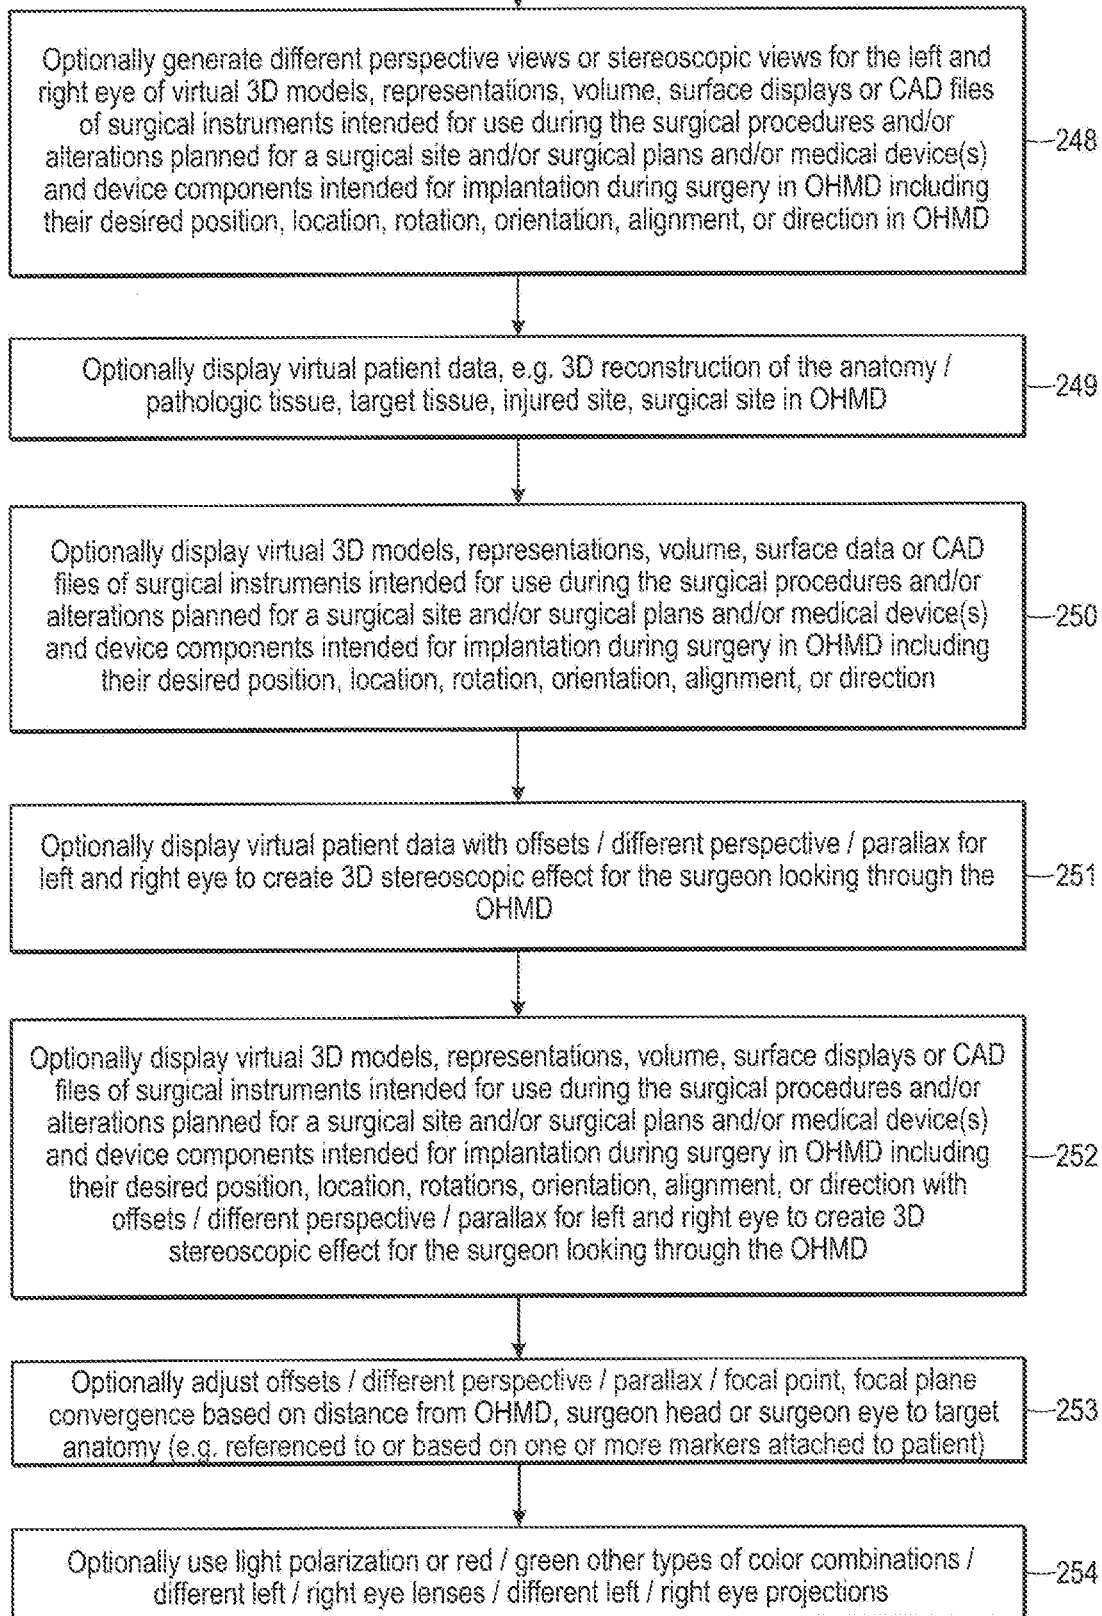 Optionally generate different perspective views or stereoscopic views for the left and
right eye of virtual 3D models, representations, volume, surface displays or CAD files
of surgical instruments intended for use during the surgical procedures and/or
alterations planned for a surgical site and/or surgical plans and/or medical device(s)
and device components intended for implantation during surgery in OHMD including
their desired position, location, rotation, orientation, alignment, or direction in OHMD
248
Optionally display virtual patient data, e.g. 3D reconstruction of the anatomy /
pathologic tissue, target tissue, injured site, surgical site in OHMD
249
Optionally display virtual 3D models, representations, volume, surface data or CAD
files of surgical instruments intended for use during the surgical procedures and/or
alterations planned for a surgical site and/or surgical plans and/or medical device(s)
and device components intended for implantation during surgery in OHMD including
their desired position, location, rotation, orientation, alignment, or direction
250
Optionally display virtual patient data with offsets / different perspective / parallax for
left and right eye to create 3D stereoscopic effect for the surgeon looking through the
OHMD
251
Optionally display virtual 3D models, representations, volume, surface displays or CAD
files of surgical instruments intended for use during the surgical procedures and/or
alterations planned for a surgical site and/or surgical plans and/or medical device(s)
and device components intended for implantation during surgery in OHMD including
their desired position, location, rotations, orientation, alignment, or direction with
offsets / different perspective / parallax for left and right eye to create 3D
stereoscopic effect for the surgeon looking through the OHMD
252
Optionally adjust offsets / different perspective / parallax / focal point, focal plane
convergence based on distance from OHMD, surgeon head or surgeon eye to target
anatomy (e.g. referenced to or based on one or more markers attached to patient)
253
Optionally use light polarization or red / green other types of color combinations /
different left / right eye lenses / different left / right eye projections
254